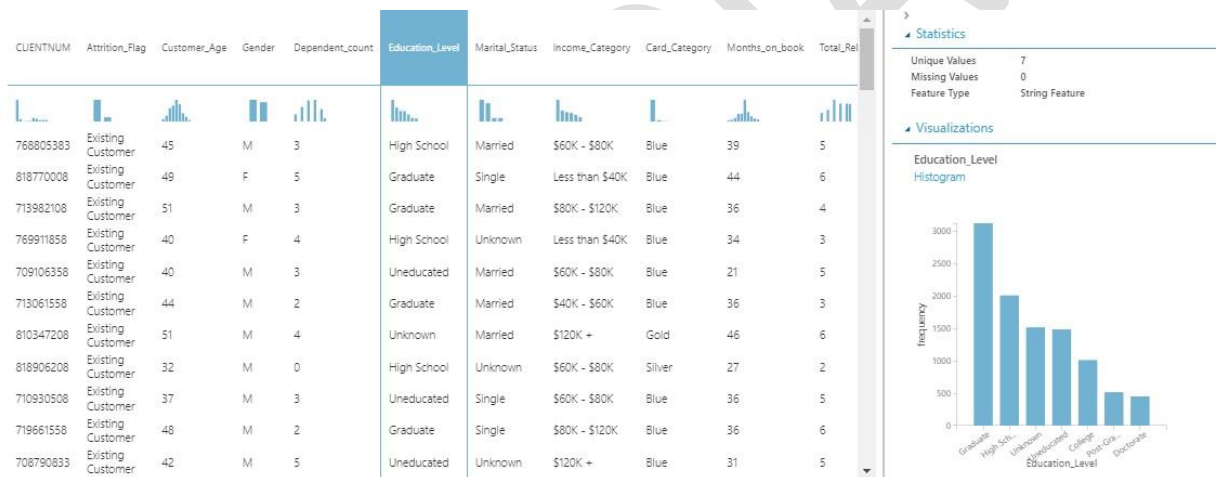 CLIENTNUM Attrition_Flag Customer_Age Gender Dependent_count Education_Level Marital_Status Income_Category Card_Category Months_on_book Total_Rel
768805383 Existing Customer 45 M 3 High School Married $60K - $80K Blue 39 5
818770008 Existing Customer 49 F 5 Graduate Single Less than $40K Blue 44 6
713982108 Existing Customer 51 M 3 Graduate Married $80K - $120K Blue 36 4
769911858 Existing Customer 40 F 4 High School Unknown Less than $40K Blue 34 3
709106358 Existing Customer 40 M 3 Uneducated Married $60K - $80K Blue 21 5
713061558 Existing Customer 44 M 2 Graduate Married $40K - $60K Blue 36 3
810347208 Existing Customer 51 M 4 Unknown Married $120K + Gold 46 6
818906208 Existing Customer 32 M 0 High School Unknown $60K - $80K Silver 27 2
710930508 Existing Customer 37 M 3 Uneducated Single $60K - $80K Blue 36 5
719661558 Existing Customer 48 M 2 Graduate Single $80K - $120K Blue 36 6
708790833 Existing Customer 42 M 5 Uneducated Unknown $120K + Blue 31 5
Statistics
Unique Values 7
Missing Values 0
Feature Type String Feature
Visualizations
Education_Level
Histogram
3000
2500
2000
1500
1000
500
0
frequency
Graduate High Sch... Unknown Uneducated College Post-Gra... Doctorate
Education_Level